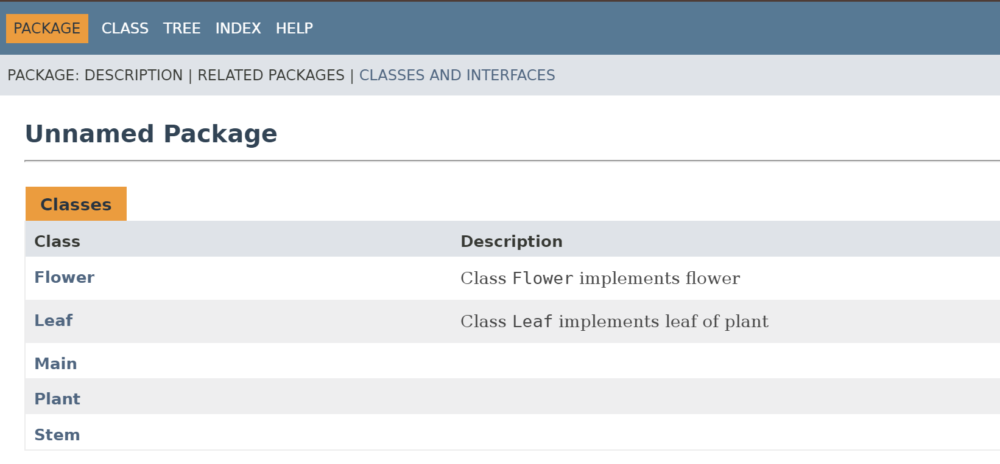 PACKAGE CLASS TREE INDEX HELP
PACKAGE: DESCRIPTION | RELATED PACKAGES | CLASSES AND INTERFACES
Unnamed Package
Classes
Class Description
Flower Class Flower implements flower
Leaf Class Leaf implements leaf of plant
Main
Plant
Stem